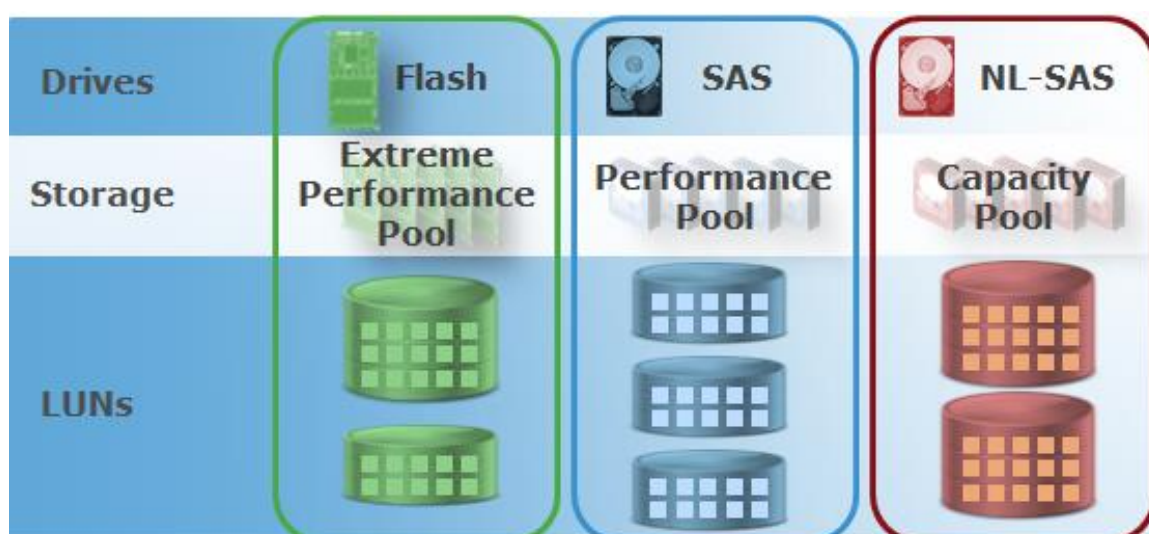 Drives
Flash
SAS
NL-SAS
Storage
Extreme
Performance
Pool
Performance
Pool
Capacity
Pool
LUNs